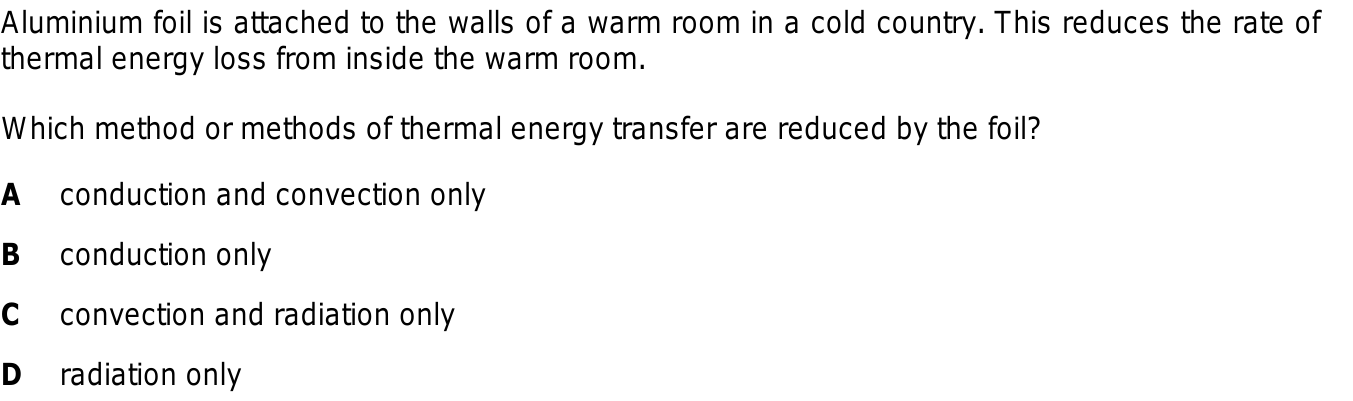 Aluminium foil is attached to the walls of a warm room in a cold country. This reduces the rate of
thermal energy loss from inside the warm room.
Which method or methods of thermal energy transfer are reduced by the foil?
A conduction and convection only
B conduction only
C convection and radiation only
D radiation only